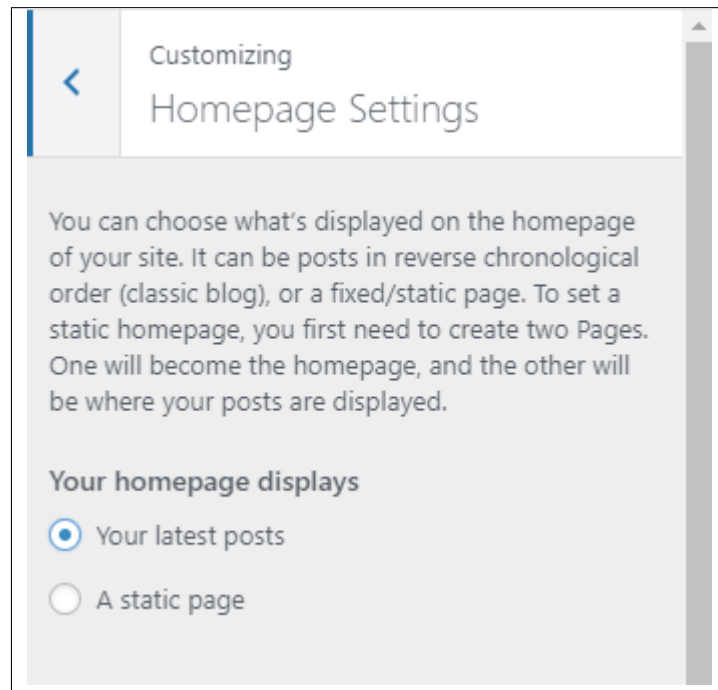 Customizing
Homepage Settings
You can choose what's displayed on the homepage
of your site. It can be posts in reverse chronological
order (classic blog), or a fixed/static page. To set a
static homepage, you first need to create two Pages.
One will become the homepage, and the other will
be where your posts are displayed.
Your homepage displays
Your latest posts
A static page